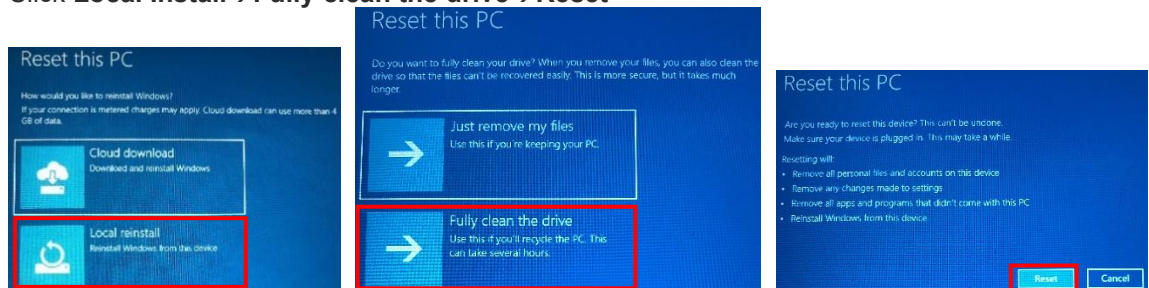 Click Local Install → Fully clean the drive → Reset
Reset this PC
How would you like to reinstall Windows?
If your connection is metered charges may apply. Cloud download can use more than 4
GB of data.
Cloud download
Download and reinstall Windows
Local reinstall
Reinstall Windows from this device
Reset this PC
Do you want to fully clean your drive? When you remove your files, you can also clean the
drive so that the files can't be recovered easily. This is more secure, but it takes much
longer.
Just remove my files
Use this if you're keeping your PC.
Fully clean the drive
Use this if you'll recycle the PC. This
can take several hours.
Reset this PC
Are you ready to reset this device? This can't be undone.
Make sure your device is plugged in. This may take a while.
Resetting will:
• Remove all personal files and accounts on this device
• Remove any changes made to settings
• Remove all apps and programs that didn't come with this PC
• Reinstall Windows from this device
Reset
Cancel